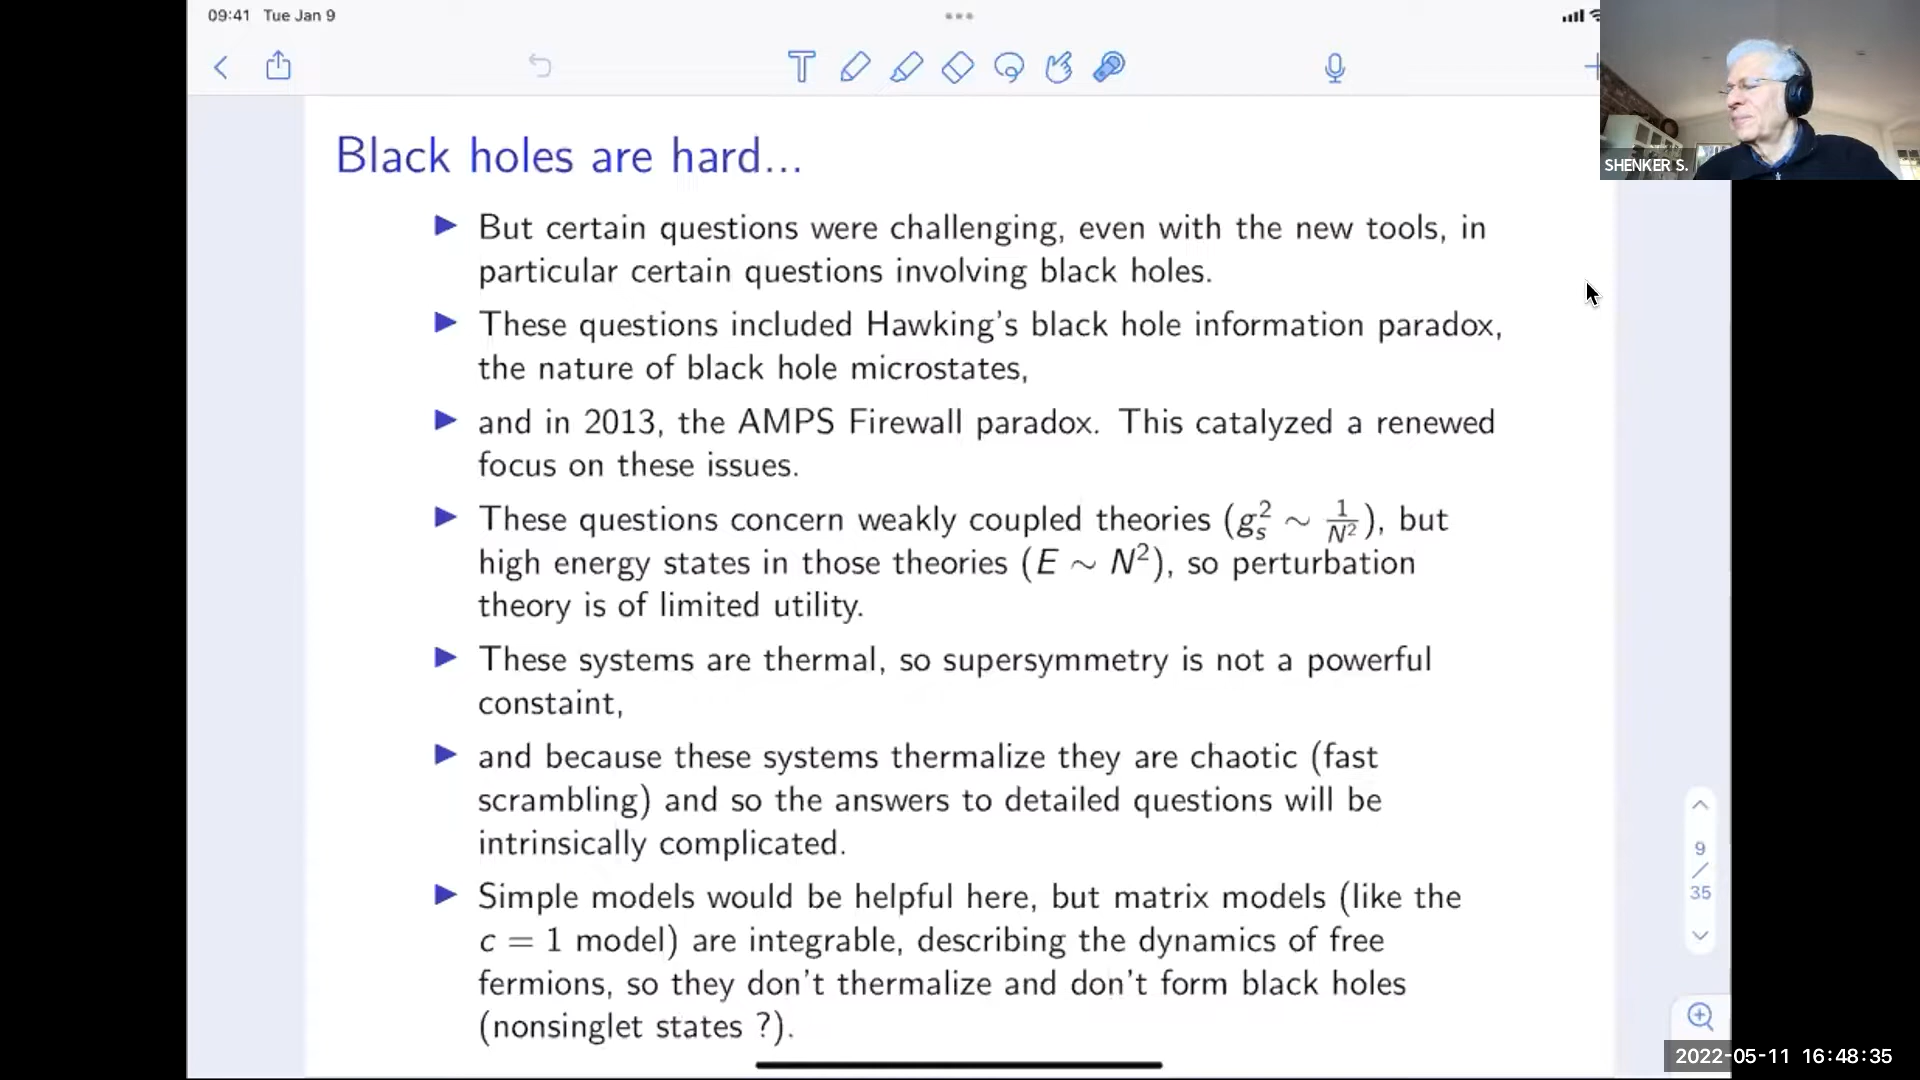 09:41 Tue Jan 9
SHENKER S.
Black holes are hard...
▶ But certain questions were challenging, even with the new tools, in
particular certain questions involving black holes.
▶ These questions included Hawking's black hole information paradox,
the nature of black hole microstates,
▶ and in 2013, the AMPS Firewall paradox. This catalyzed a renewed
focus on these issues.
▶ These questions concern weakly coupled theories (g_s^2 ∼ 1/N^2), but
high energy states in those theories (E ∼ N^2), so perturbation
theory is of limited utility.
▶ These systems are thermal, so supersymmetry is not a powerful
constaint,
▶ and because these systems thermalize they are chaotic (fast
scrambling) and so the answers to detailed questions will be
intrinsically complicated.
▶ Simple models would be helpful here, but matrix models (like the
c = 1 model) are integrable, describing the dynamics of free
fermions, so they don't thermalize and don't form black holes
(nonsinglet states ?).
9
/
35
2022-05-11 16:48:35